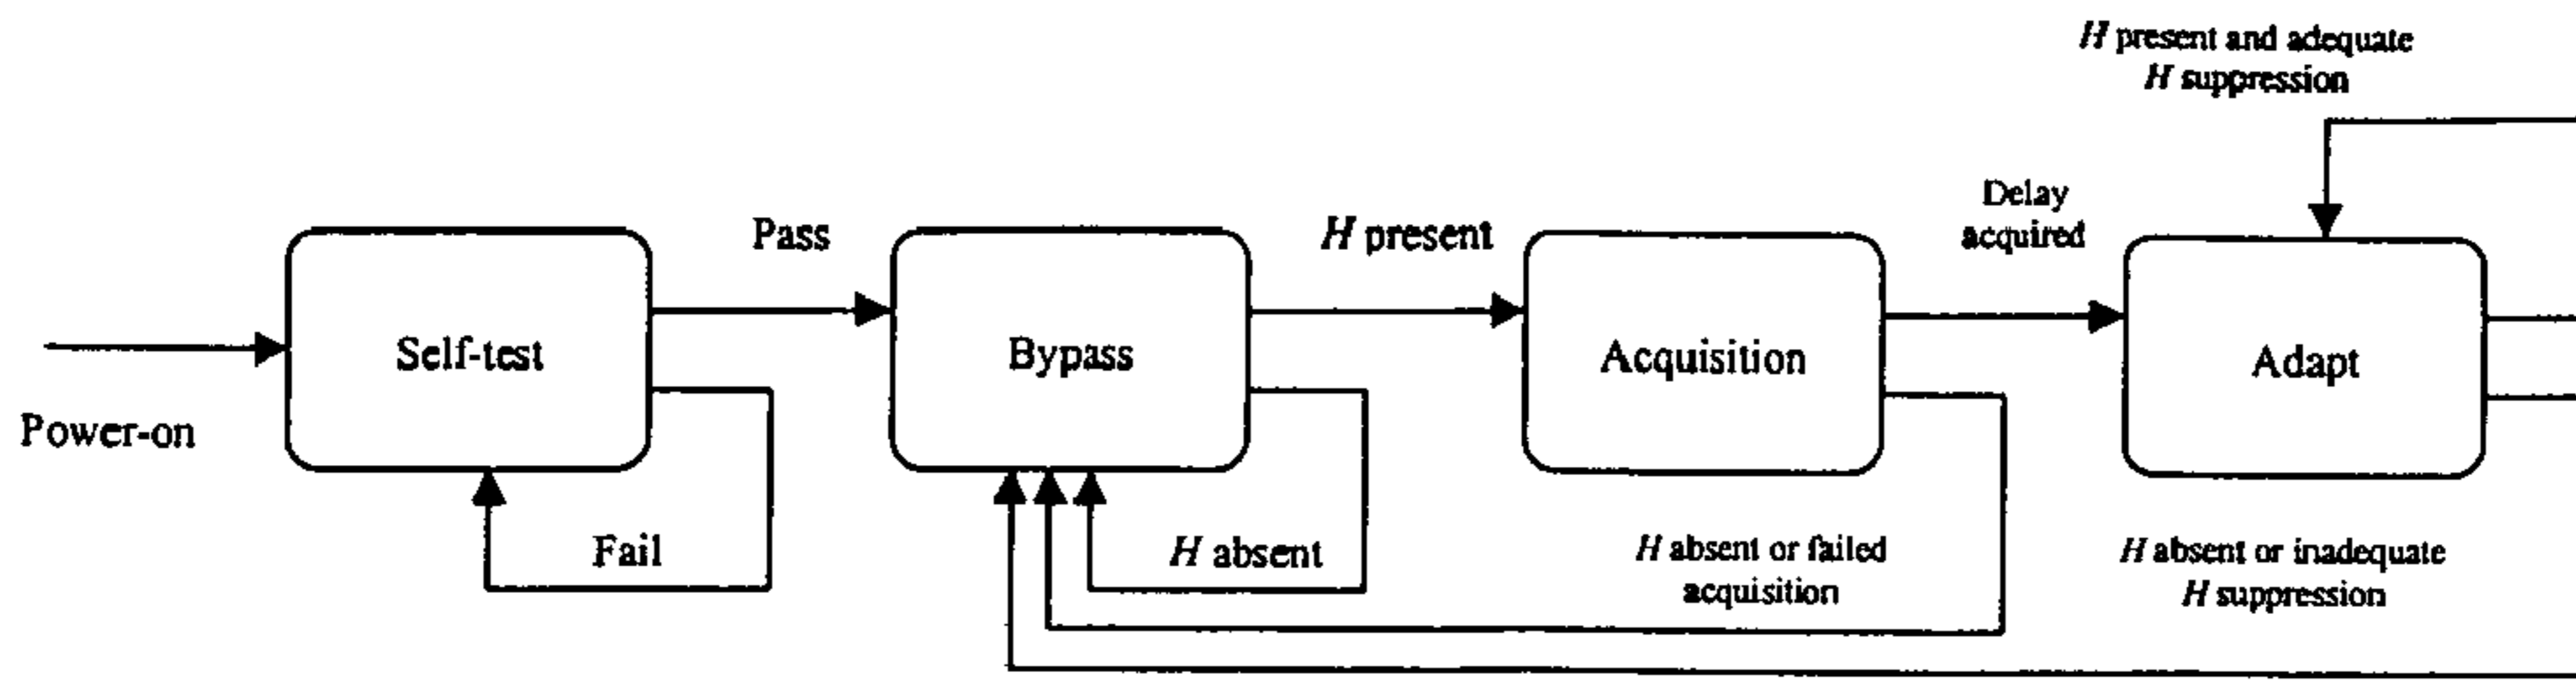 H present and adequate
H suppression
Delay
acquired
Pass
H present
Self-test
Bypass
Acquisition
Adapt
Power-on
Fail
H absent
H absent or failed
acquisition
H absent or inadequate
H suppression